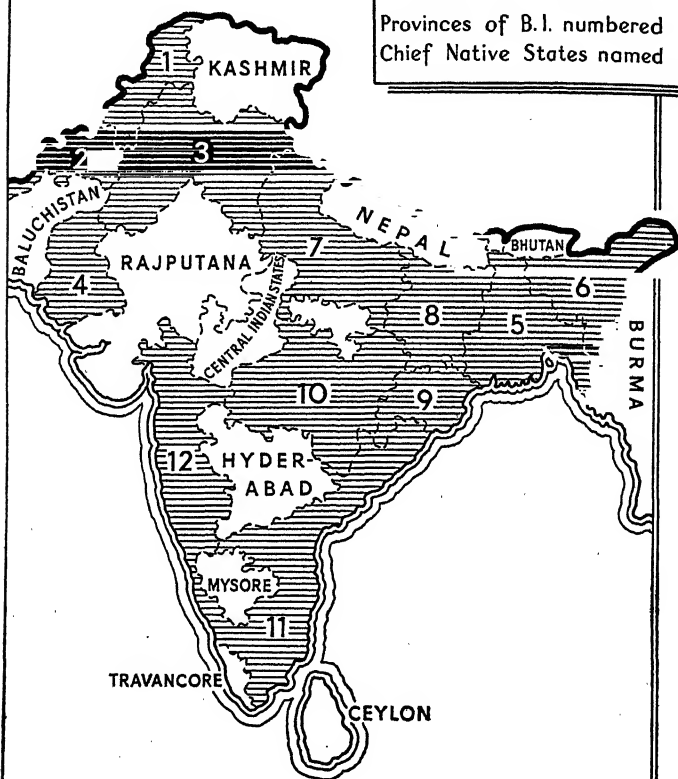 Provinces of B.I. numbered
Chief Native States named
1
KASHMIR
2
3
BALUCHISTAN
NEPAL
BHUTAN
RAJPUTANA
7
4
6
CENTRAL INDIAN STATES
8
5
BURMA
10
9
12
HYDER-
ABAD
MYSORE
11
TRAVANCORE
CEYLON